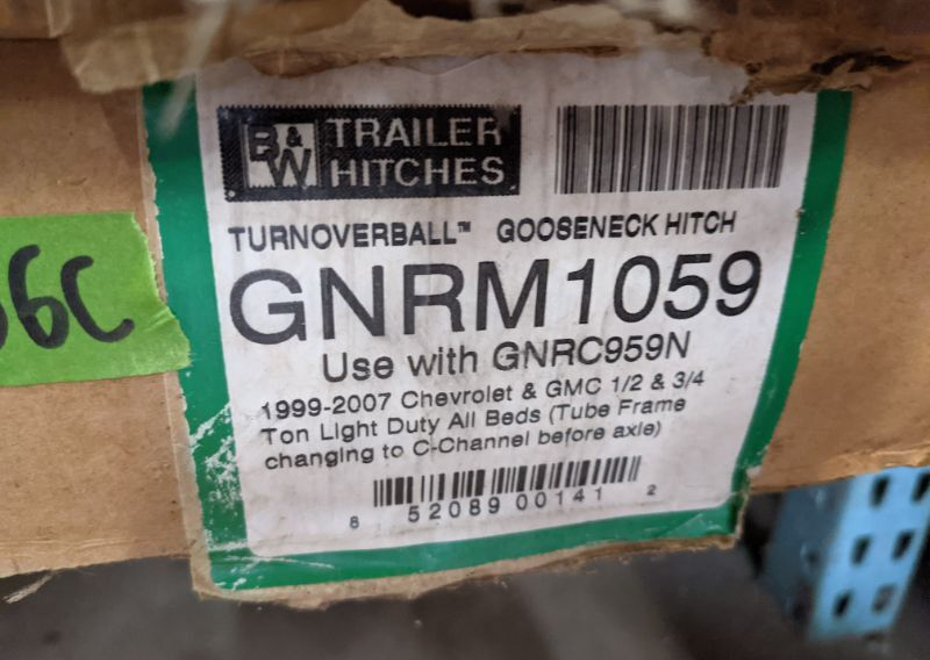 B&W TRAILER
HITCHES
TURNOVERBALL™ GOOSENECK HITCH
GNRM1059
6C
Use with GNRC959N
1999-2007 Chevrolet & GMC 1/2 & 3/4
Ton Light Duty All Beds (Tube Frame
changing to C-Channel before axle)
8 52089 00141 2